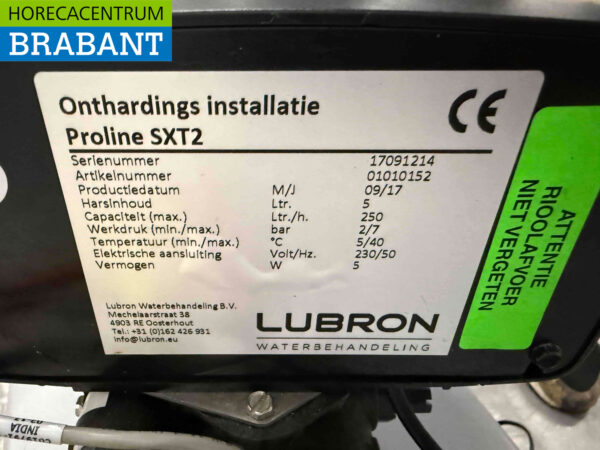 HORECACENTRUM
BRABANT
Onthardings installatie
Proline SXT2
CE
Serienummer 17091214
Artikelnummer 01010152
Productiedatum M/J 09/17
Harsinhoud Ltr. 5
Capaciteit (max.) Ltr./h. 250
Werkdruk (min./max.) bar 2/7
Temperatuur (min./max.) °C 5/40
Elektrische aansluiting Volt/Hz. 230/50
Vermogen W 5
Lubron Waterbehandeling B.V.
Mechelaarstraat 38
4903 RE Oosterhout
Tel.: +31 (0)162 426 931
info@lubron.eu
LUBRON
WATERBEHANDELING
ATTENTIE
RIOOLAFVOER
NIET VERGETEN
INDIA